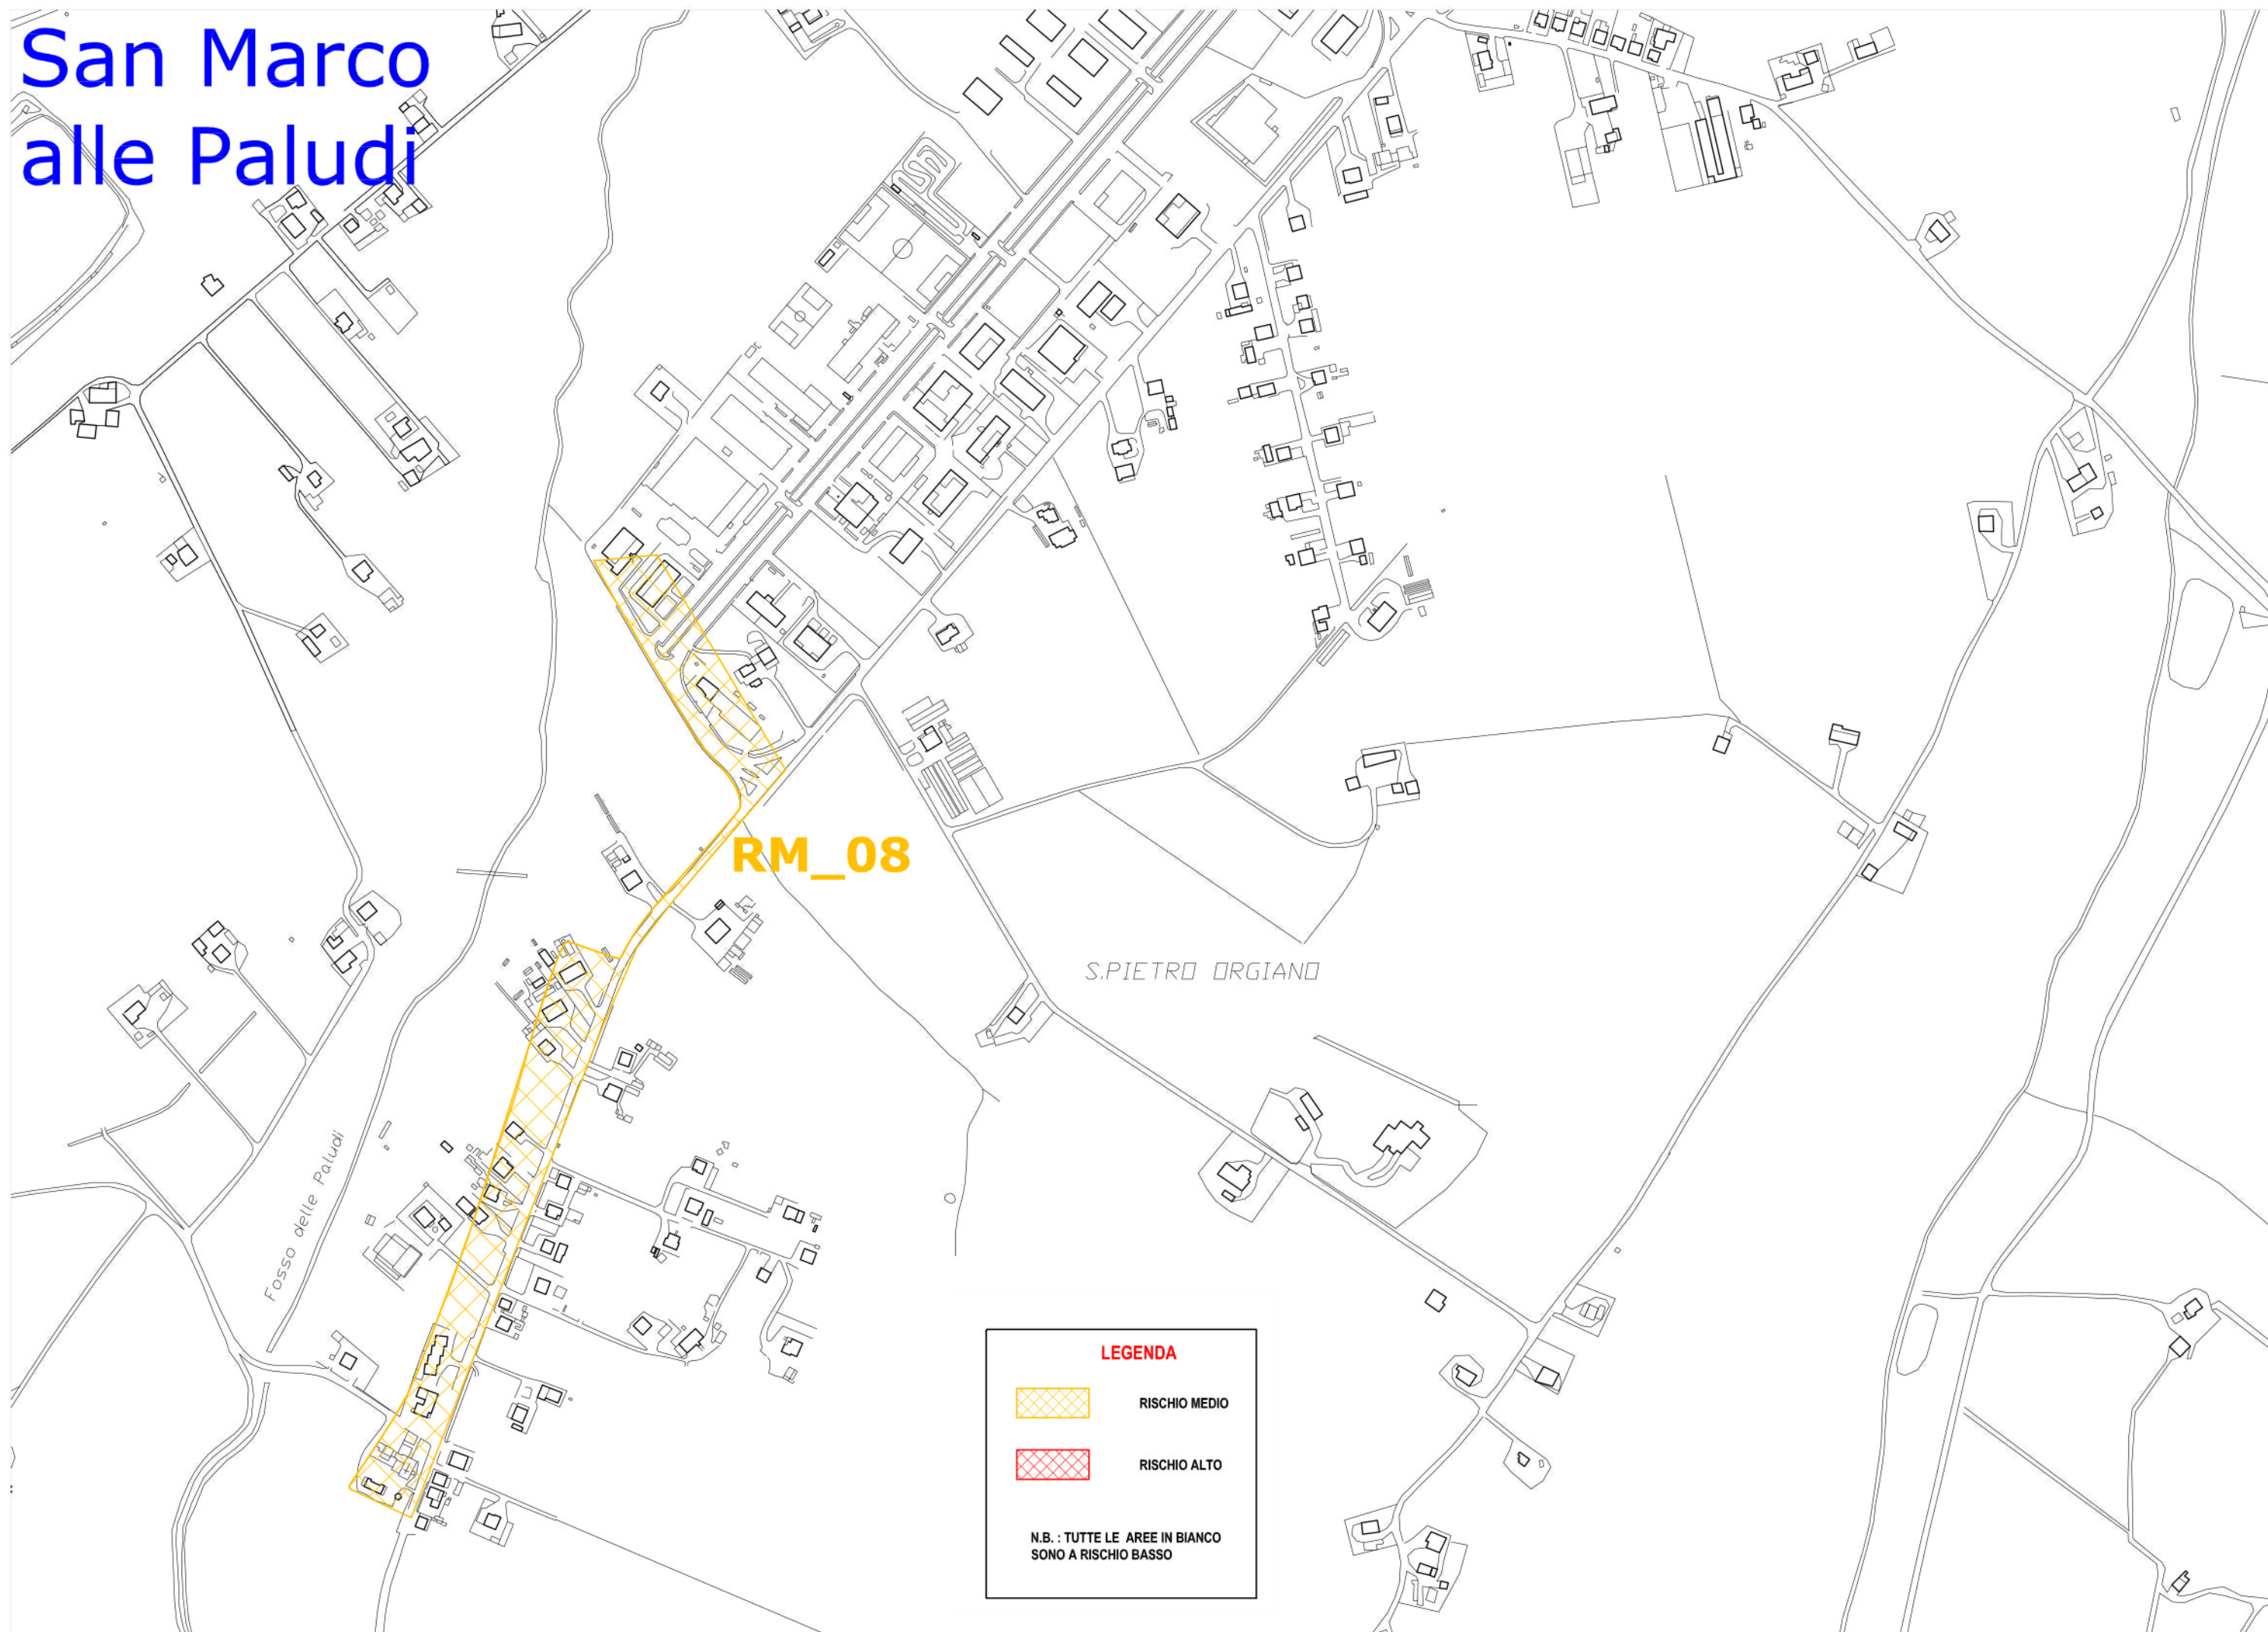 San Marco
alle Paludi
RM_08
S.PIETRO ORGIANO
Fosso delle Paludi
LEGENDA
RISCHIO MEDIO
RISCHIO ALTO
N.B. : TUTTE LE AREE IN BIANCO
SONO A RISCHIO BASSO